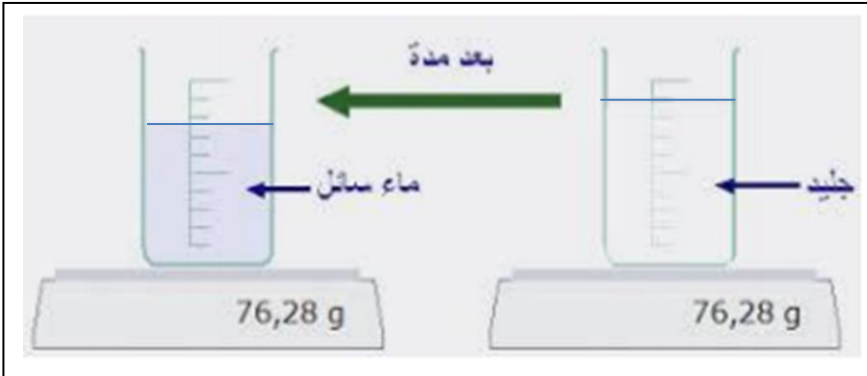 بعد مدة
جليد
ماء سائل
76,28 g
76,28 g